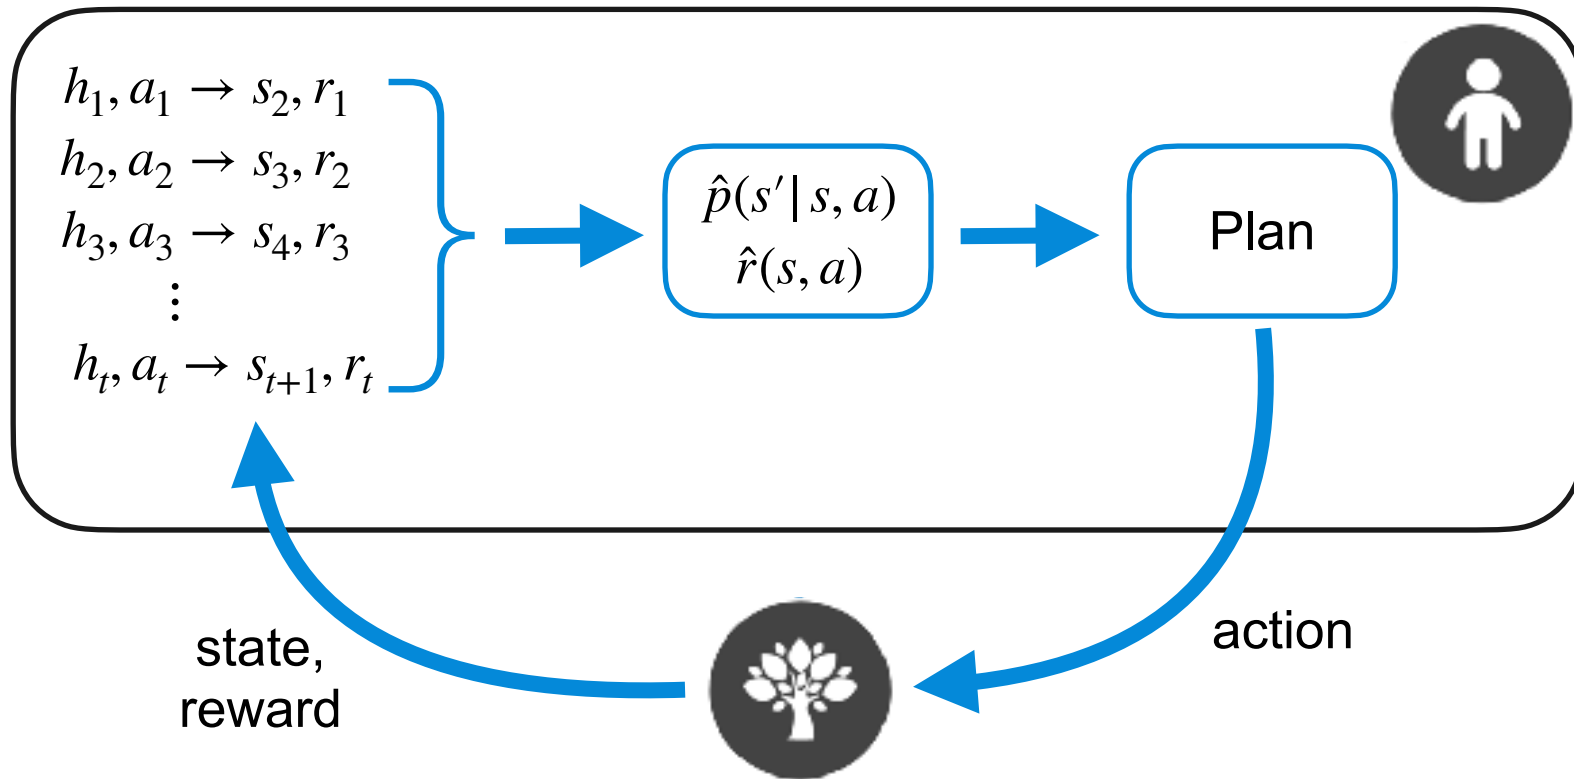 h₁, a₁ → s₂, r₁
h₂, a₂ → s₃, r₂
h₃, a₃ → s₄, r₃
⋮
hₜ, aₜ → sₜ₊₁, rₜ
p̂(s′ | s, a)
r̂(s, a)
Plan
action
state,
reward